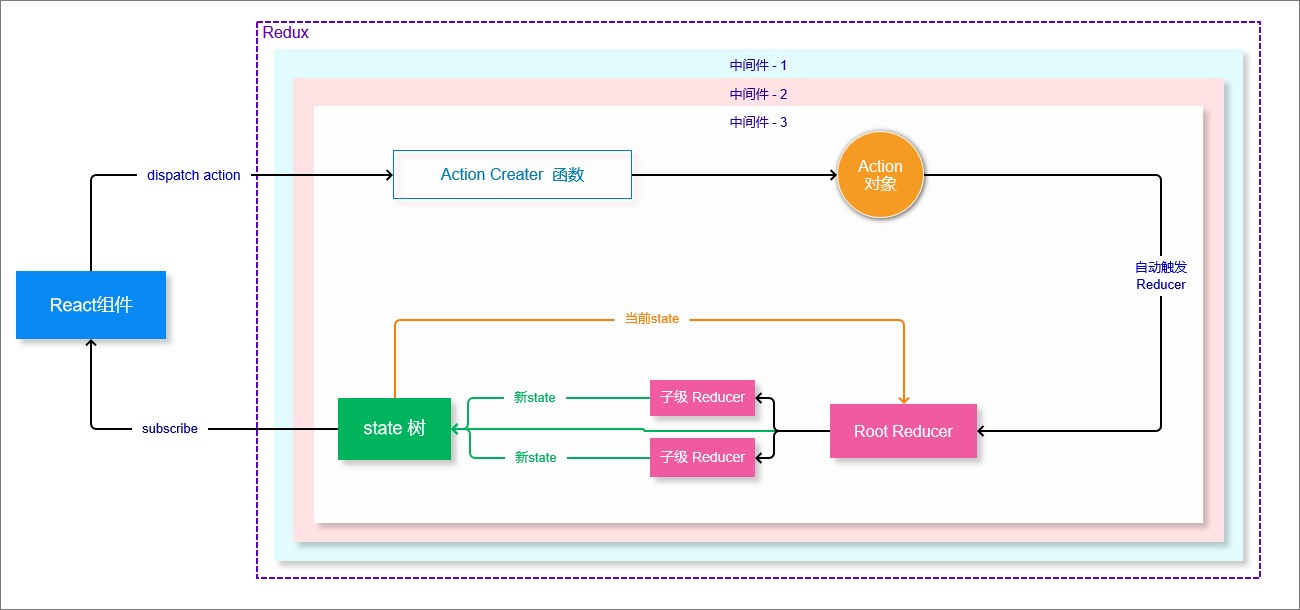 Redux
中间件 - 1
中间件 - 2
中间件 - 3
dispatch action
Action Creater 函数
Action
对象
自动触发
Reducer
React组件
当前state
新state
子级 Reducer
state 树
Root Reducer
subscribe
新state
子级 Reducer